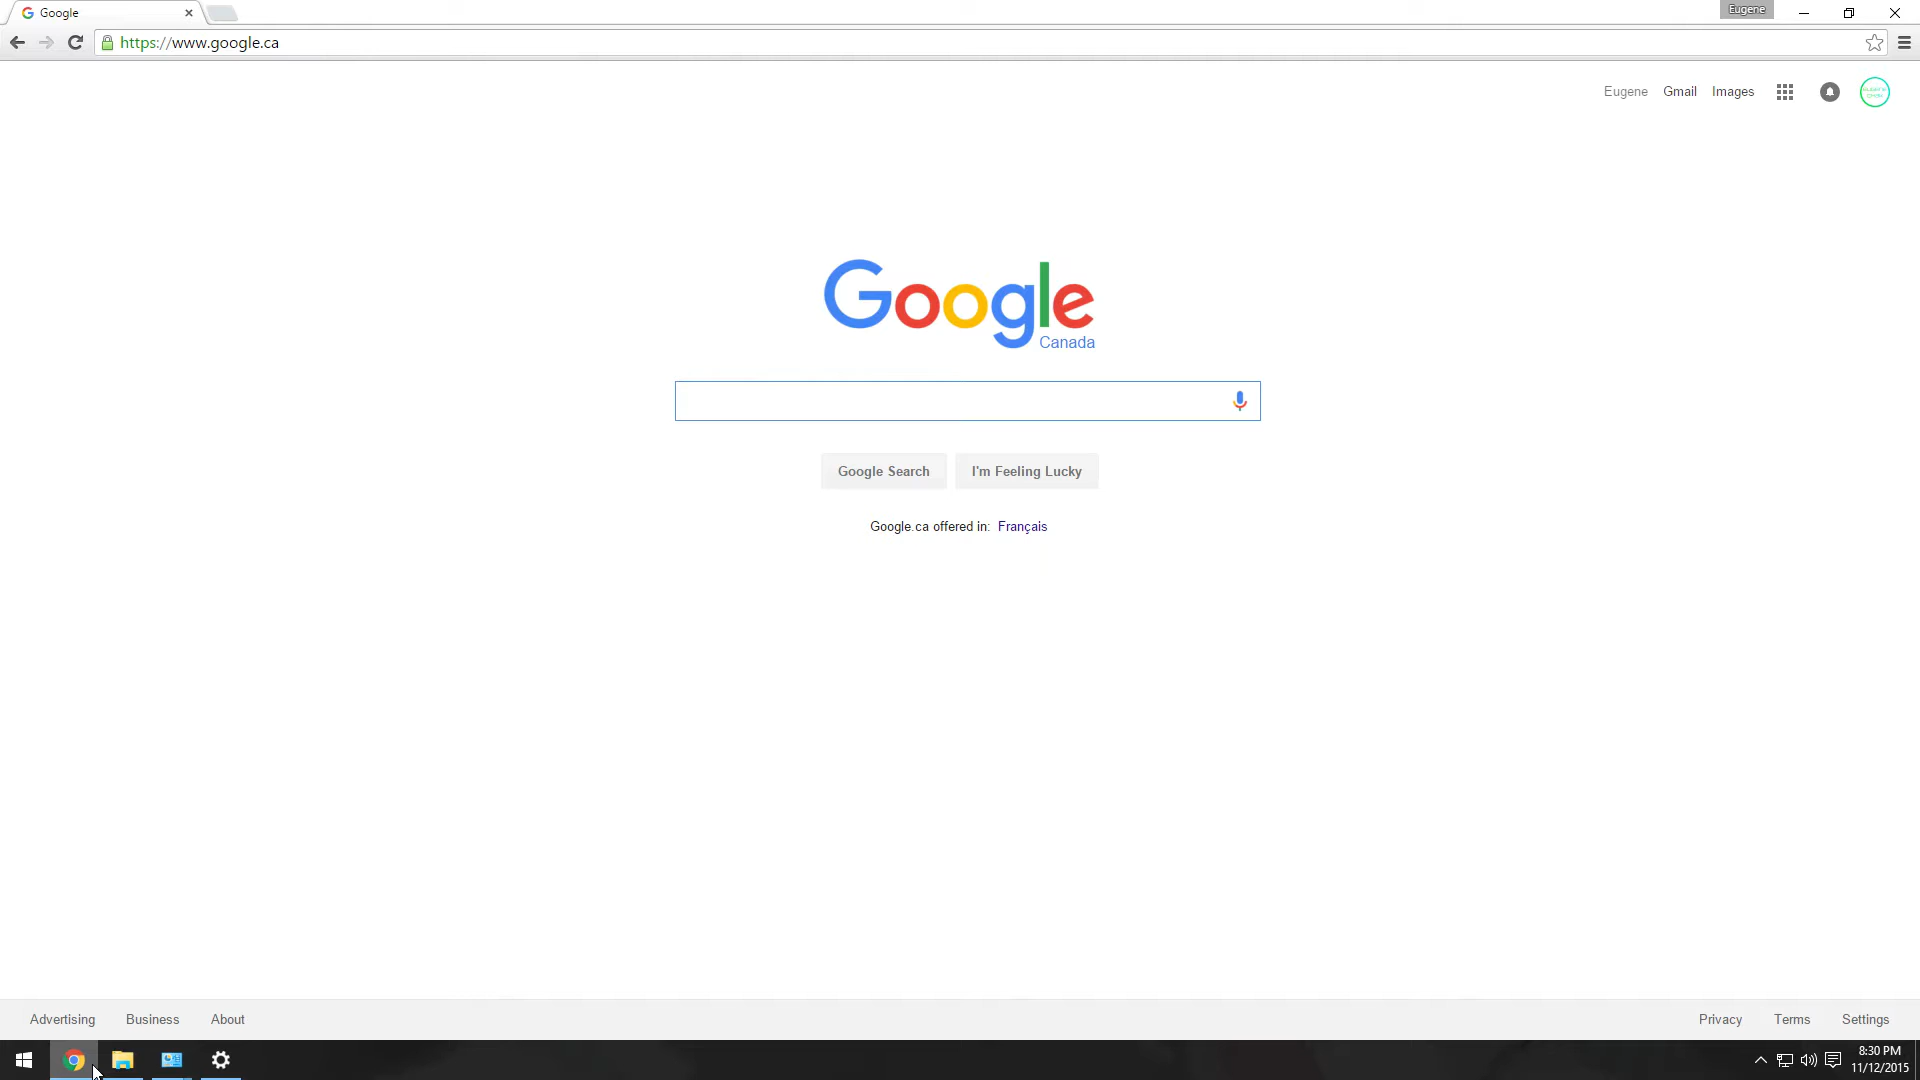 Google
Eugene
https://www.google.ca
Eugene
Gmail
Images
Google
Canada
Google Search
I'm Feeling Lucky
Google.ca offered in: Français
Advertising
Business
About
Privacy
Terms
Settings
8:30 PM
11/12/2015